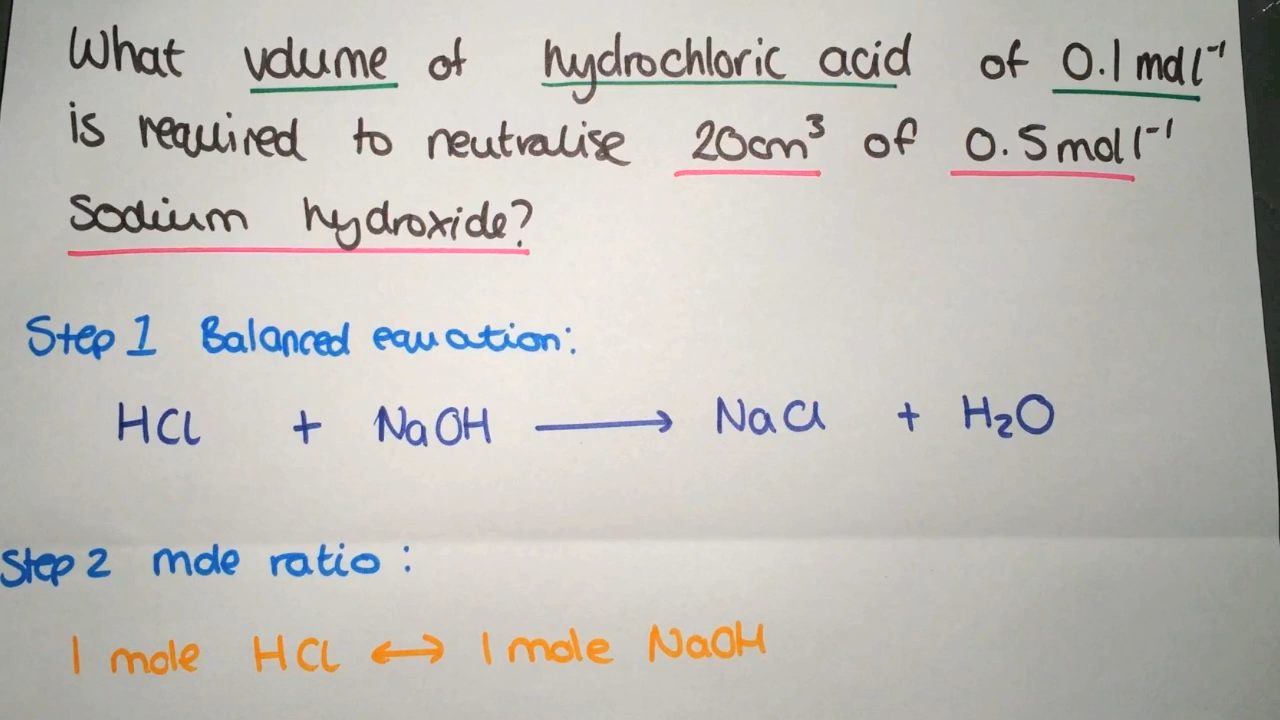 What volume of hydrochloric acid of 0.1 mol l⁻¹
is required to neutralise 20cm³ of 0.5 mol l⁻¹
sodium hydroxide?
Step 1 Balanced equation:
HCl + NaOH ⟶ NaCl + H₂O
Step 2 mole ratio :
1 mole HCl ⟷ 1 mole NaOH